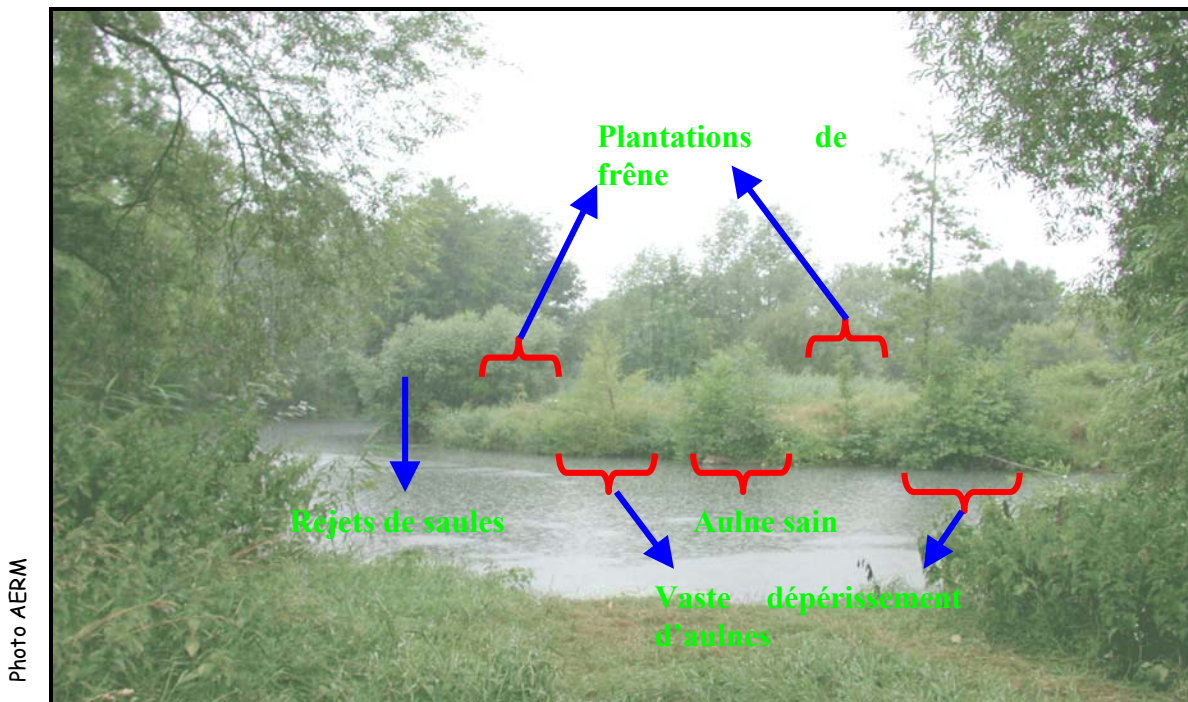 Plantations de
frêne
Rejets de saules
Aulne sain
Vaste dépérissement
d'aulnes
Photo AERM